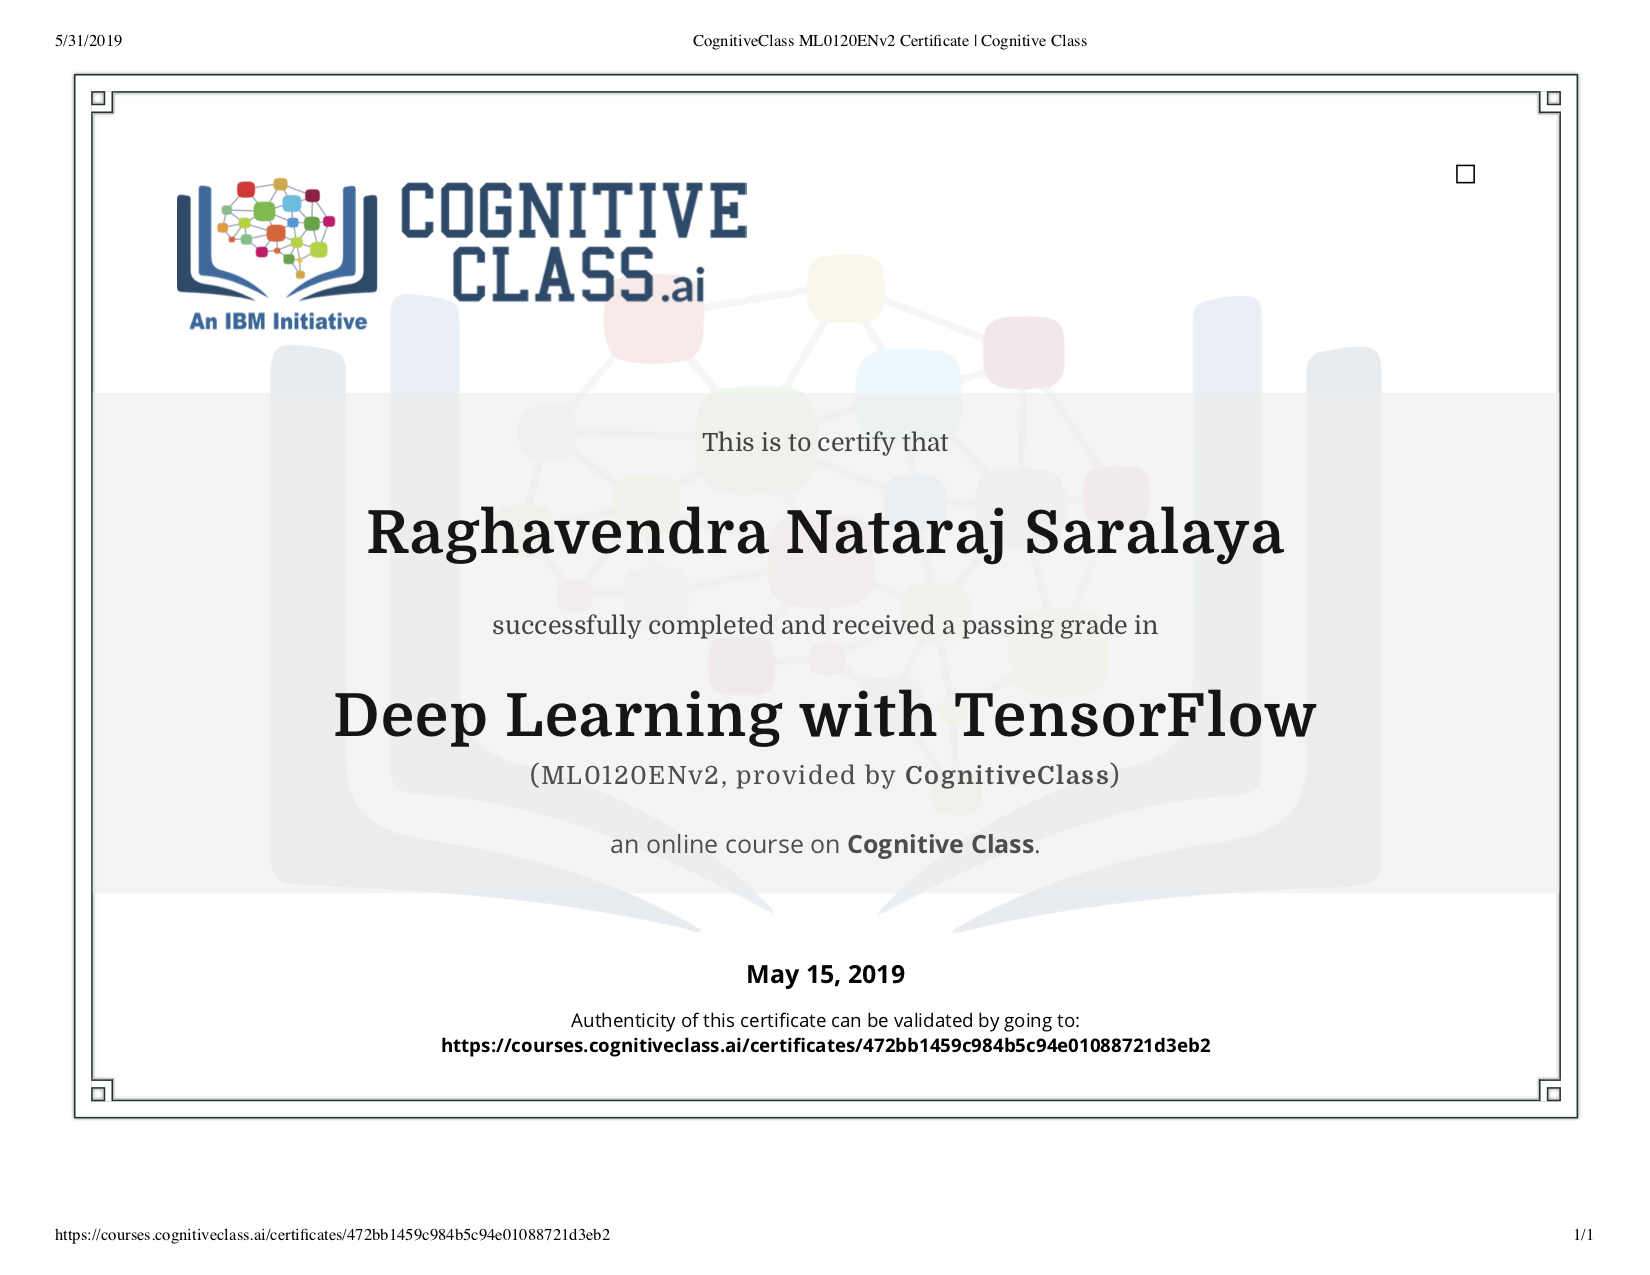 5/31/2019
CognitiveClass ML0120ENv2 Certificate | Cognitive Class
COGNITIVE
CLASS.ai
An IBM Initiative
This is to certify that
Raghavendra Nataraj Saralaya
successfully completed and received a passing grade in
Deep Learning with TensorFlow
(ML0120ENv2, provided by CognitiveClass)
an online course on Cognitive Class.
May 15, 2019
Authenticity of this certificate can be validated by going to:
https://courses.cognitiveclass.ai/certificates/472bb1459c984b5c94e01088721d3eb2
https://courses.cognitiveclass.ai/certificates/472bb1459c984b5c94e01088721d3eb2
1/1